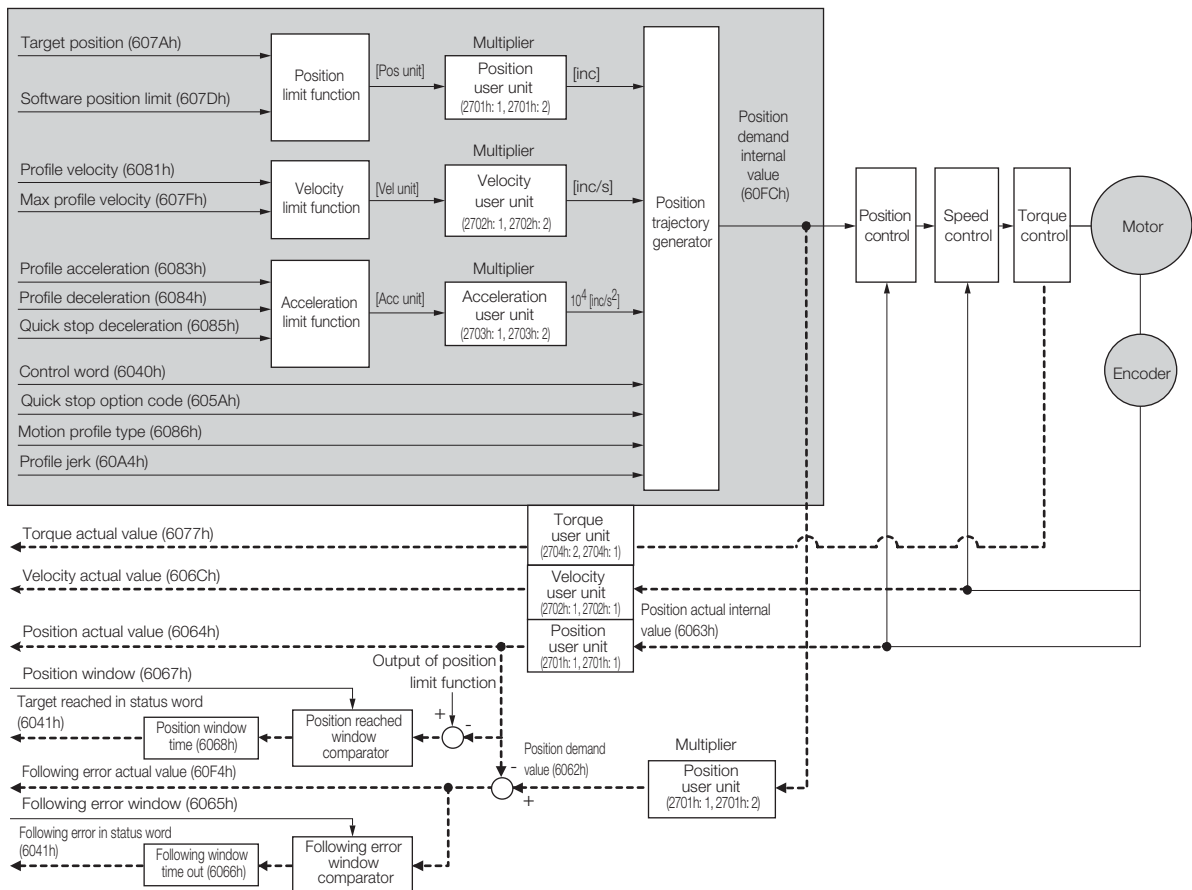 Target position (607Ah)
Software position limit (607Dh)
Position
limit function
[Pos unit]
Multiplier
Position
user unit
(2701h: 1, 2701h: 2)
[inc]
Profile velocity (6081h)
Max profile velocity (607Fh)
Velocity
limit function
[Vel unit]
Multiplier
Velocity
user unit
(2702h: 1, 2702h: 2)
[inc/s]
Profile acceleration (6083h)
Profile deceleration (6084h)
Quick stop deceleration (6085h)
Acceleration
limit function
[Acc unit]
Multiplier
Acceleration
user unit
(2703h: 1, 2703h: 2)
10⁴ [inc/s²]
Control word (6040h)
Quick stop option code (605Ah)
Motion profile type (6086h)
Profile jerk (60A4h)
Position
trajectory
generator
Position
demand
internal
value
(60FCh)
Position
control
Speed
control
Torque
control
Motor
Encoder
Torque actual value (6077h)
Torque
user unit
(2704h: 2, 2704h: 1)
Velocity actual value (606Ch)
Velocity
user unit
(2702h: 1, 2702h: 1)
Position actual value (6064h)
Position
user unit
(2701h: 1, 2701h: 1)
Position actual internal
value (6063h)
Position window (6067h)
Output of position
limit function
Target reached in status word
(6041h)
Position window
time (6068h)
Position reached
window
comparator
+
-
Following error actual value (60F4h)
-
+
Position demand
value (6062h)
Multiplier
Position
user unit
(2701h: 1, 2701h: 2)
Following error window (6065h)
Following error in status word
(6041h)
Following window
time out (6066h)
Following error
window
comparator